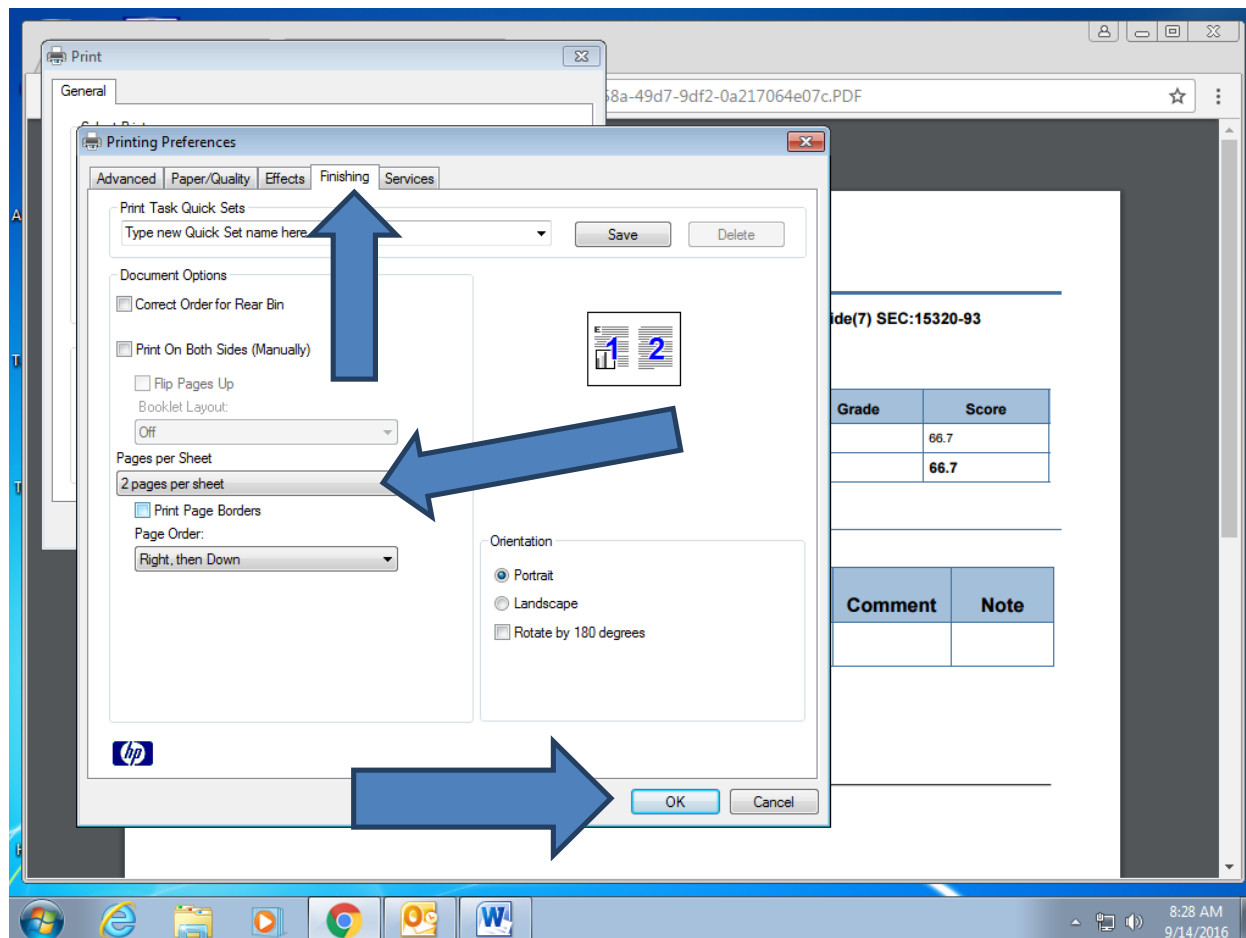 Print
General
58a-49d7-9df2-0a217064e07c.PDF
Printing Preferences
Advanced Paper/Quality Effects Finishing Services
Print Task Quick Sets
Type new Quick Set name here
Save Delete
Document Options
Correct Order for Rear Bin
ide(7) SEC:15320-93
E
1 2
Print On Both Sides (Manually)
Flip Pages Up
Booklet Layout:
Grade Score
Off
66.7
Pages per Sheet
66.7
2 pages per sheet
Print Page Borders
Page Order:
Orientation
Right, then Down
Portrait
Landscape
Comment Note
Rotate by 180 degrees
hp
OK Cancel
8:28 AM
9/14/2016